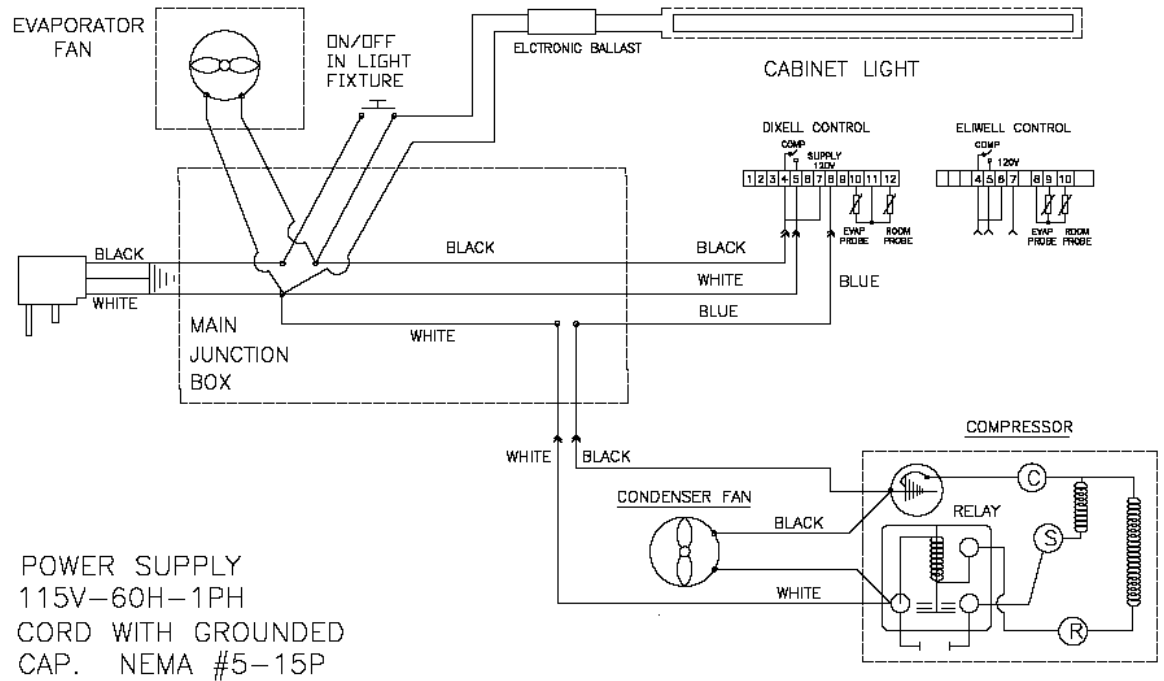 EVAPORATOR
FAN
ON/OFF
IN LIGHT
FIXTURE
ELCTRONIC BALLAST
CABINET LIGHT
DIXELL CONTROL
COMP
SUPPLY
120V
1 2 3 4 5 6 7 8 9 10 11 12
EVAP
PROBE
ROOM
PROBE
ELIWELL CONTROL
COMP
120V
4 5 6 7 8 9 10
EVAP
PROBE
ROOM
PROBE
BLACK
WHITE
BLACK
BLACK
WHITE
BLUE
BLUE
WHITE
MAIN
JUNCTION
BOX
WHITE
BLACK
COMPRESSOR
CONDENSER FAN
BLACK
WHITE
RELAY
C
S
R
POWER SUPPLY
115V-60H-1PH
CORD WITH GROUNDED
CAP. NEMA #5-15P